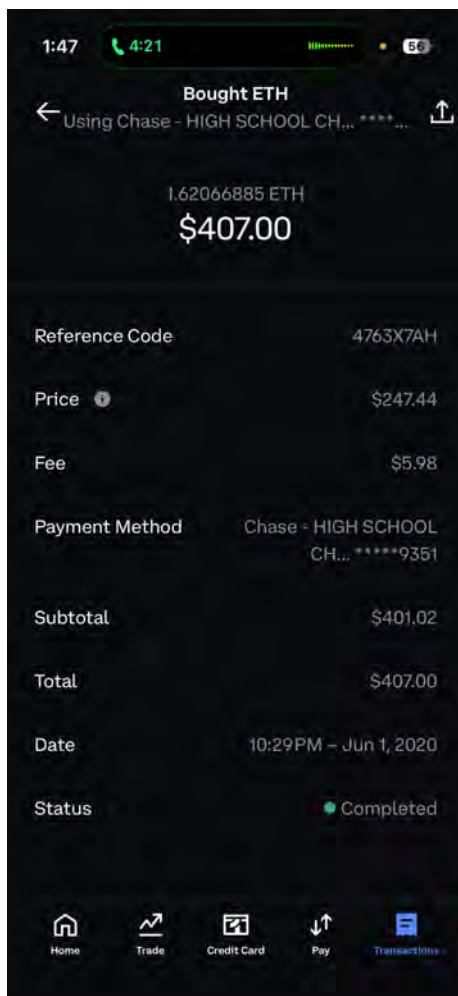 1:47 4:21 56
Bought ETH
Using Chase - HIGH SCHOOL CH... ****...
1.62066885 ETH
$407.00
Reference Code 4763X7AH
Price $247.44
Fee $5.98
Payment Method Chase - HIGH SCHOOL
CH... *****9351
Subtotal $401.02
Total $407.00
Date 10:29 PM – Jun 1, 2020
Status Completed
Home Trade Credit Card Pay Transactions